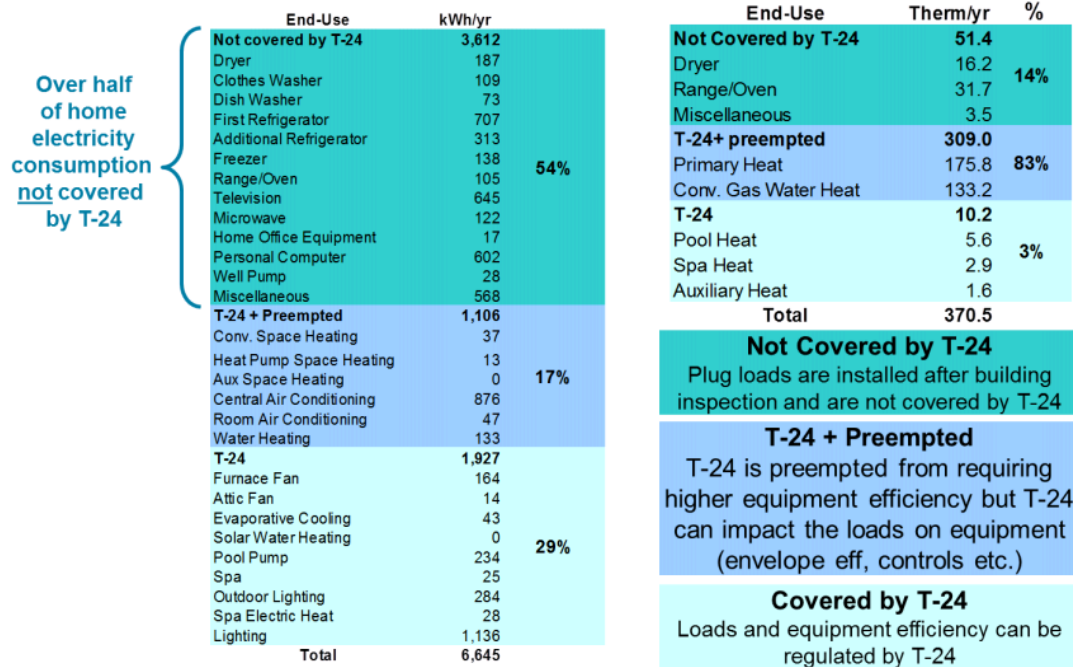 Over half
of home
electricity
consumption
not covered
by T-24
End-Use kWh/yr
Not covered by T-24 3,612
Dryer 187
Clothes Washer 109
Dish Washer 73
First Refrigerator 707
Additional Refrigerator 313
Freezer 138
54%
Range/Oven 105
Television 645
Microwave 122
Home Office Equipment 17
Personal Computer 602
Well Pump 28
Miscellaneous 568
T-24 + Preempted 1,106
Conv. Space Heating 37
Heat Pump Space Heating 13
Aux Space Heating 0
17%
Central Air Conditioning 876
Room Air Conditioning 47
Water Heating 133
T-24 1,927
Furnace Fan 164
Attic Fan 14
Evaporative Cooling 43
Solar Water Heating 0
29%
Pool Pump 234
Spa 25
Outdoor Lighting 284
Spa Electric Heat 28
Lighting 1,136
Total 6,645
End-Use Therm/yr %
Not Covered by T-24 51.4
Dryer 16.2
14%
Range/Oven 31.7
Miscellaneous 3.5
T-24+ preempted 309.0
Primary Heat 175.8 83%
Conv. Gas Water Heat 133.2
T-24 10.2
Pool Heat 5.6
3%
Spa Heat 2.9
Auxiliary Heat 1.6
Total 370.5
Not Covered by T-24
Plug loads are installed after building
inspection and are not covered by T-24
T-24 + Preempted
T-24 is preempted from requiring
higher equipment efficiency but T-24
can impact the loads on equipment
(envelope eff, controls etc.)
Covered by T-24
Loads and equipment efficiency can be
regulated by T-24